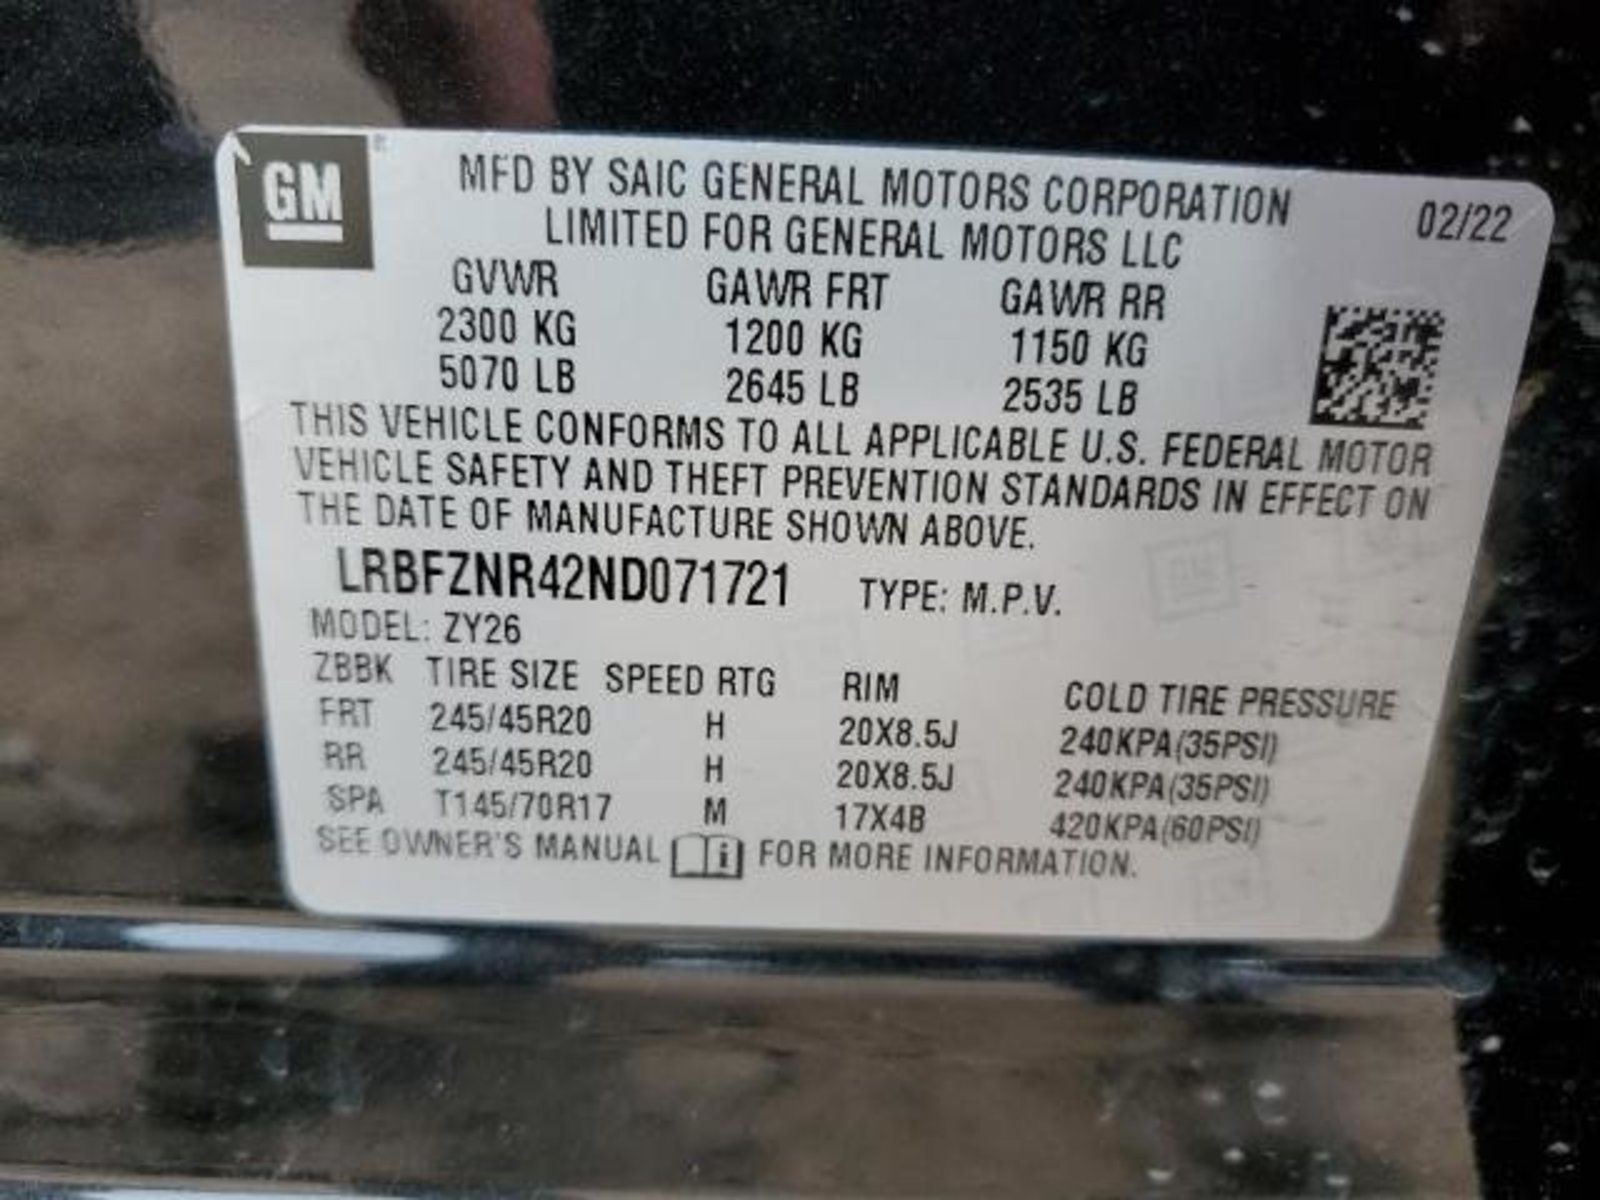 GM
MFD BY SAIC GENERAL MOTORS CORPORATION
LIMITED FOR GENERAL MOTORS LLC
02/22
GVWR GAWR FRT GAWR RR
2300 KG 1200 KG 1150 KG
5070 LB 2645 LB 2535 LB
THIS VEHICLE CONFORMS TO ALL APPLICABLE U.S. FEDERAL MOTOR
VEHICLE SAFETY AND THEFT PREVENTION STANDARDS IN EFFECT ON
THE DATE OF MANUFACTURE SHOWN ABOVE.
LRBFZNR42ND071721 TYPE: M.P.V.
MODEL: ZY26
ZBBK TIRE SIZE SPEED RTG RIM COLD TIRE PRESSURE
FRT 245/45R20 H 20X8.5J 240KPA(35PSI)
RR 245/45R20 H 20X8.5J 240KPA(35PSI)
SPA T145/70R17 M 17X4B 420KPA(60PSI)
SEE OWNER'S MANUAL i FOR MORE INFORMATION.